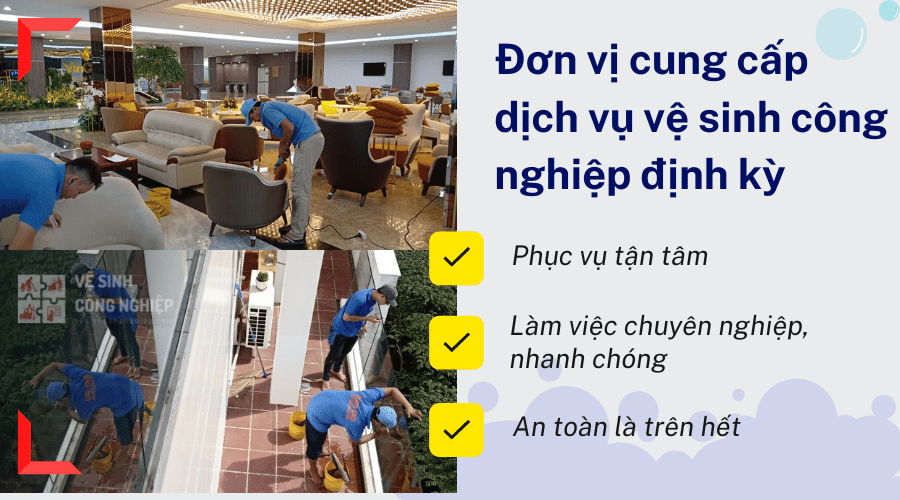 Đơn vị cung cấp
dịch vụ vệ sinh công
nghiệp định kỳ
Phục vụ tận tâm
Làm việc chuyên nghiệp,
nhanh chóng
An toàn là trên hết
VỆ SINH
CÔNG NGHIỆP